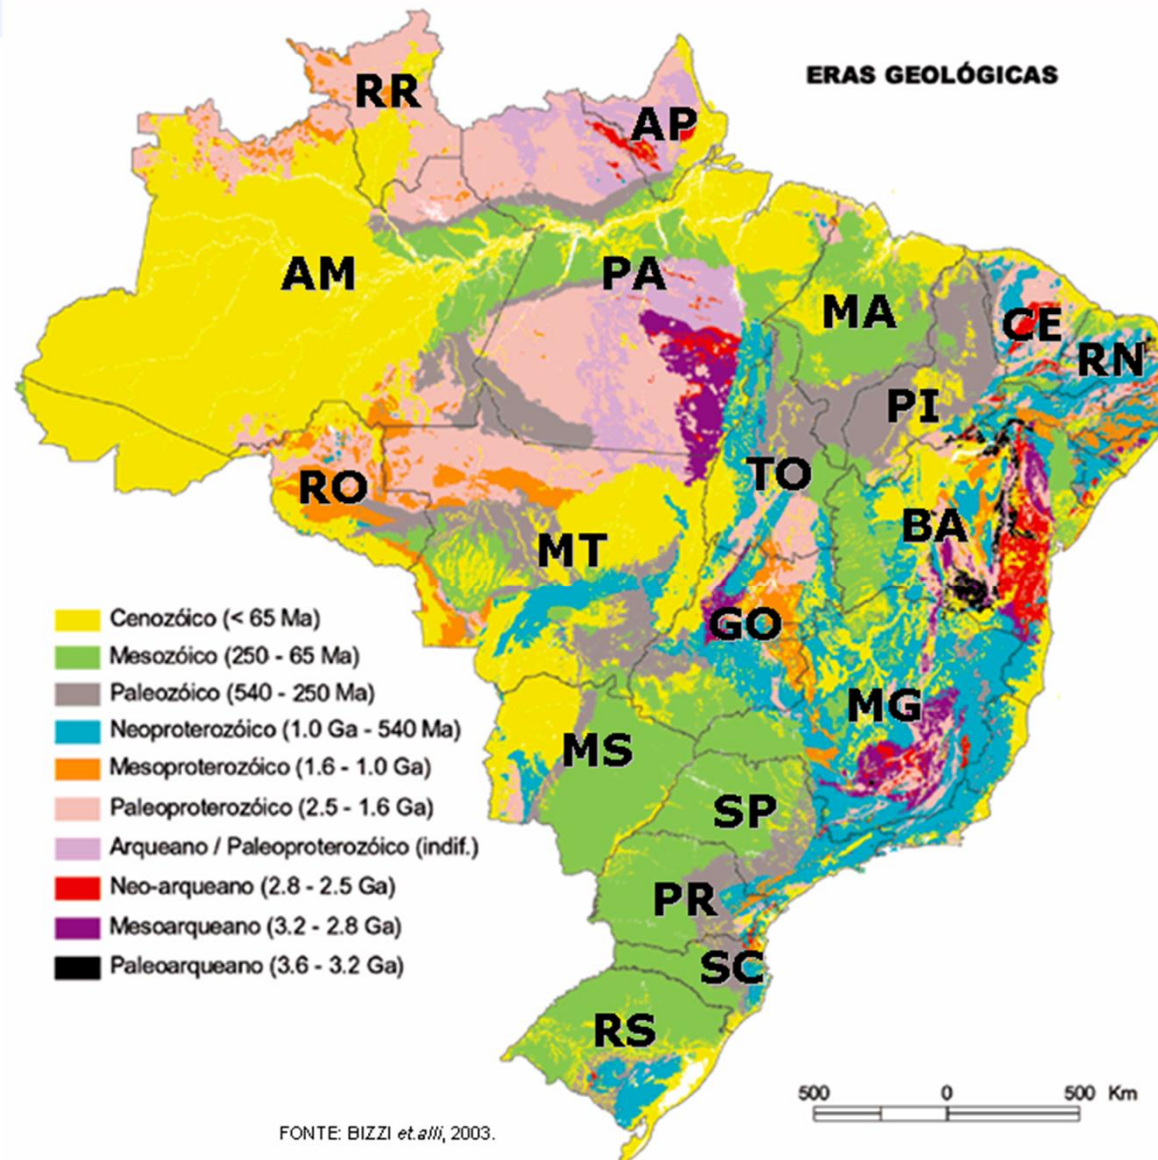 ERAS GEOLÓGICAS
RR
AP
AM
PA
MA
CE
RN
PI
RO
TO
BA
MT
GO
MG
MS
SP
PR
SC
RS
Cenozóico (< 65 Ma)
Mesozóico (250 - 65 Ma)
Paleozóico (540 - 250 Ma)
Neoproterozóico (1.0 Ga - 540 Ma)
Mesoproterozóico (1.6 - 1.0 Ga)
Paleoproterozóico (2.5 - 1.6 Ga)
Arqueano / Paleoproterozóico (indif.)
Neo-arqueano (2.8 - 2.5 Ga)
Mesoarqueano (3.2 - 2.8 Ga)
Paleoarqueano (3.6 - 3.2 Ga)
500 0 500 Km
FONTE: BIZZI et.alli, 2003.